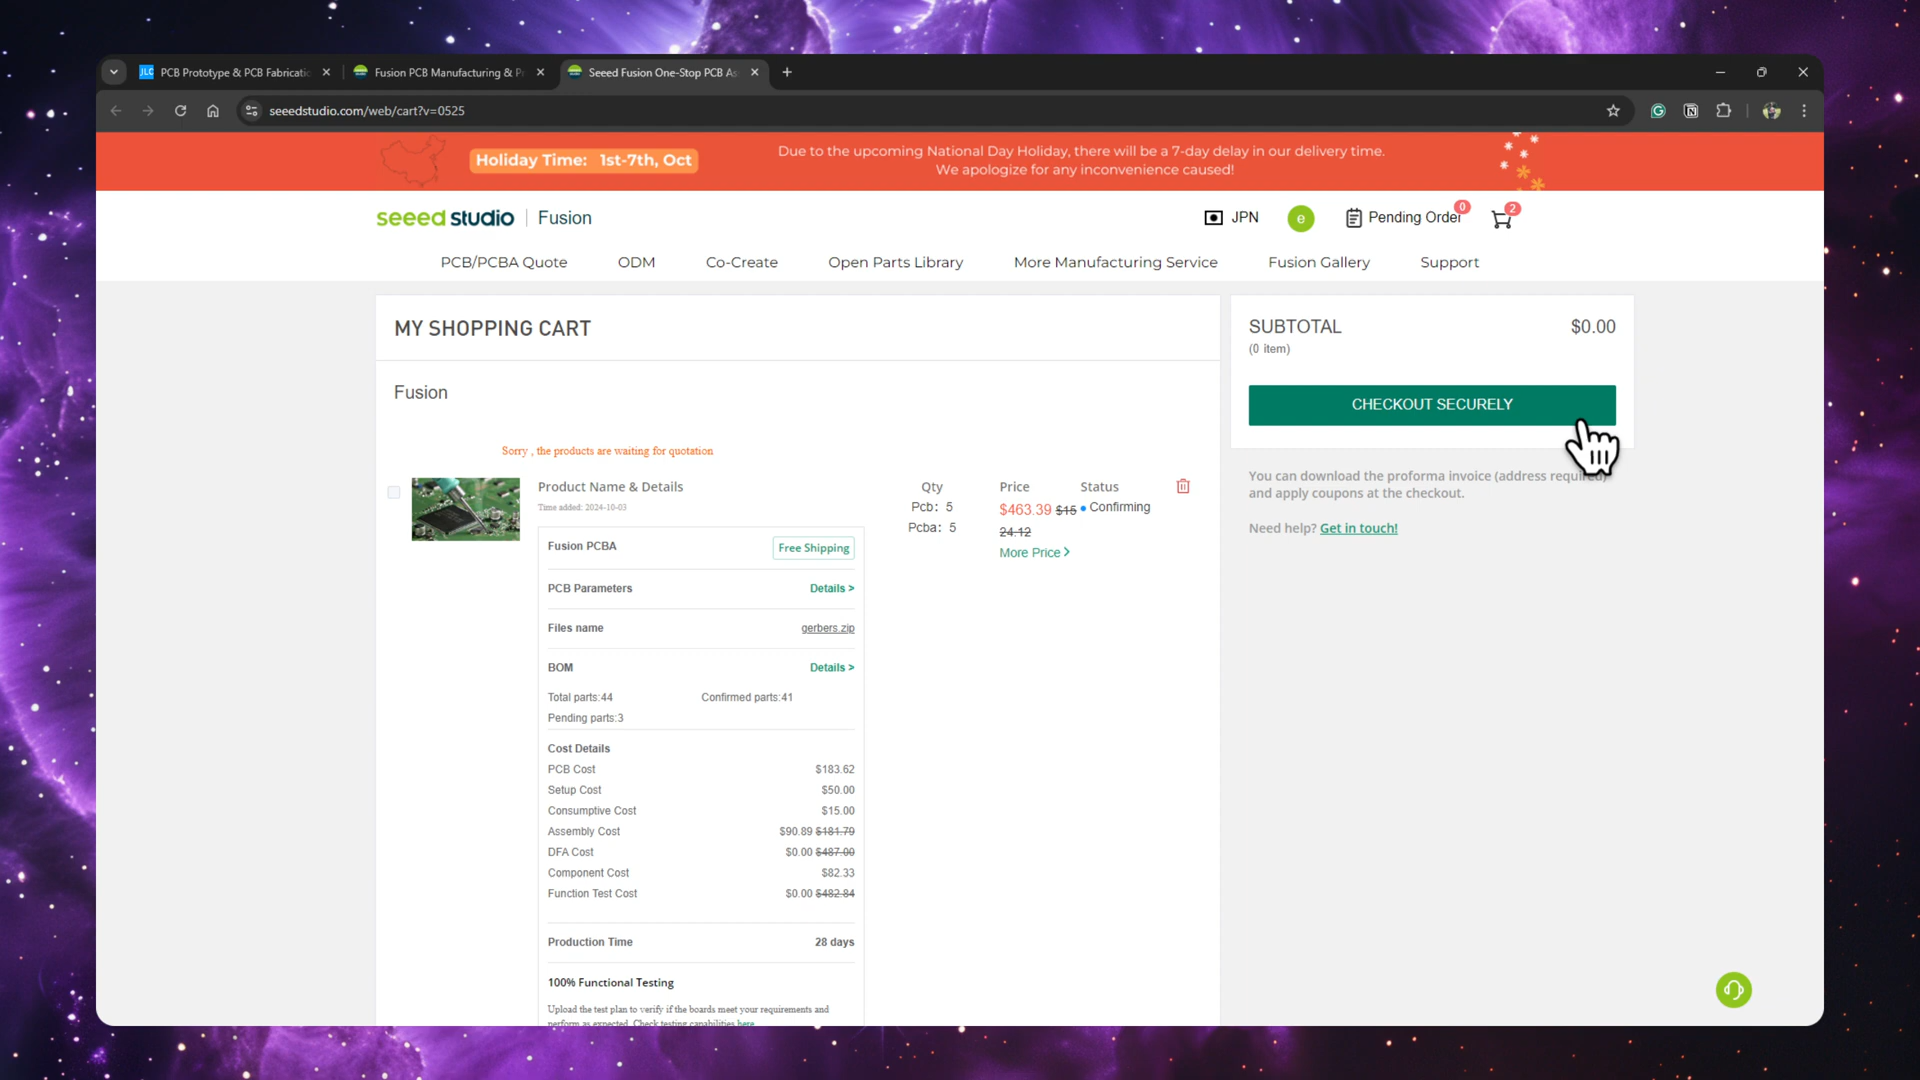 JLC PCB Prototype & PCB Fabricatic
Fusion PCB Manufacturing & Pr
Seeed Fusion One-Stop PCB As
seeedstudio.com/web/cart?v=0525
Holiday Time: 1st-7th, Oct
Due to the upcoming National Day Holiday, there will be a 7-day delay in our delivery time.
We apologize for any inconvenience caused!
seeed studio Fusion
JPN
e
Pending Order 0
2
PCB/PCBA Quote ODM Co-Create Open Parts Library More Manufacturing Service Fusion Gallery Support
MY SHOPPING CART
Fusion
Sorry , the products are waiting for quotation
Product Name & Details
Time added: 2024-10-03
Fusion PCBA Free Shipping
PCB Parameters Details >
Files name gerbers.zip
BOM Details >
Total parts:44 Confirmed parts:41
Pending parts:3
Cost Details
PCB Cost $183.62
Setup Cost $50.00
Consumptive Cost $15.00
Assembly Cost $90.89 $181.79
DFA Cost $0.00 $487.00
Component Cost $82.33
Function Test Cost $0.00 $482.84
Production Time 28 days
100% Functional Testing
Upload the test plan to verify if the boards meet your requirements and
perform as expected. Check testing capabilities here
Qty
Pcb: 5
Pcba: 5
Price
$463.39 $15
24.12
More Price >
Status
Confirming
SUBTOTAL $0.00
(0 item)
CHECKOUT SECURELY
You can download the proforma invoice (address required)
and apply coupons at the checkout.
Need help? Get in touch!